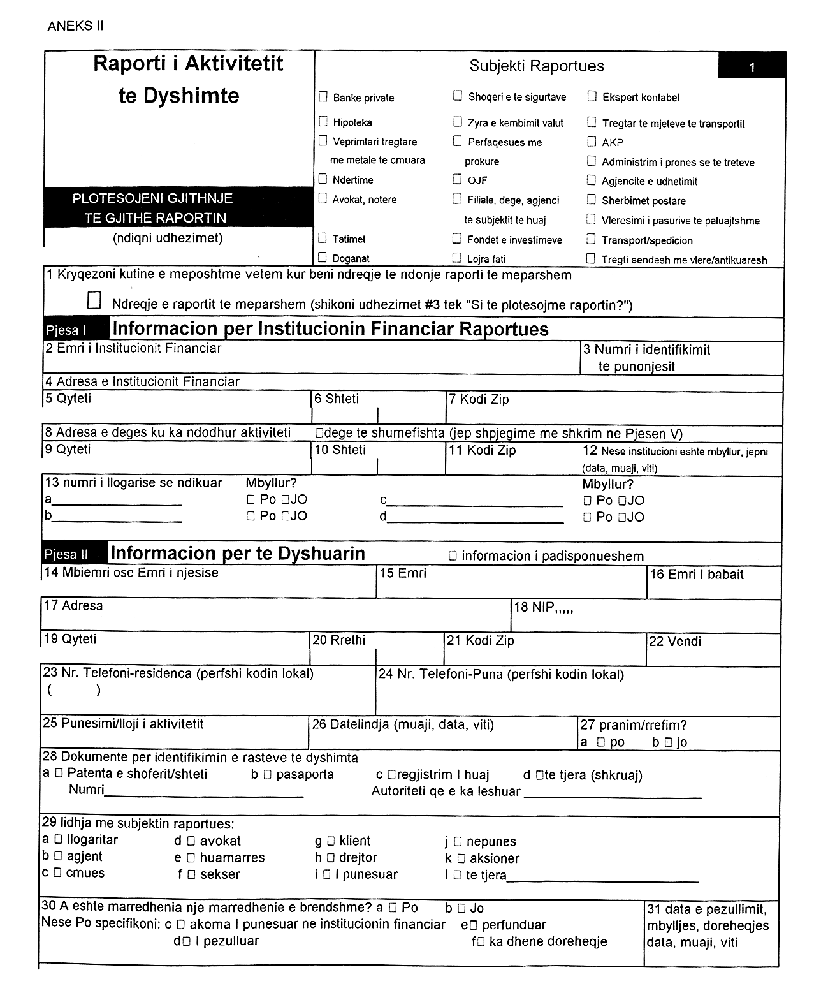 ANEKS II
Raporti i Aktivitetit
te Dyshimte
PLOTESOJENI GJITHNJE
TE GJITHE RAPORTIN
(ndiqni udhezimet)
Subjekti Raportues
1
Banke private
Shoqeri e te sigurtave
Ekspert kontabel
Hipoteka
Zyra e kembimit valut
Tregtar te mjeteve te transportit
Veprimtari tregtare
Perfaqesues me
AKP
me metale te cmuara
prokure
Administrim i prones se te treteve
Ndertime
OJF
Agjencite e udhetimit
Avokat, notere
Filiale, dege, agjenci
Sherbimet postare
te subjektit te huaj
Vleresimi i pasurive te paluajtshme
Tatimet
Fondet e investimeve
Transport/spedicion
Doganat
Lojra fati
Tregti sendesh me vlere/antikuaresh
1 Kryqezoni kutine e meposhtme vetem kur beni ndreqje te ndonje raporti te meparshem
Ndreqje e raportit te meparshem (shikoni udhezimet #3 tek "Si te plotesojme raportin?")
Pjesa I Informacion per Institucionin Financiar Raportues
2 Emri i Institucionit Financiar
3 Numri i identifikimit
te punonjesit
4 Adresa e Institucionit Financiar
5 Qyteti
6 Shteti
7 Kodi Zip
8 Adresa e deges ku ka ndodhur aktiviteti
dege te shumefishta (jep shpjegime me shkrim ne Pjesen V)
9 Qyteti
10 Shteti
11 Kodi Zip
12 Nese institucioni eshte mbyllur, jepni
(data, muaji, viti)
13 numri i llogarise se ndikuar Mbyllur? Mbyllur?
a Po JO c Po JO
b Po JO d Po JO
Pjesa II Informacion per te Dyshuarin informacion i padisponueshem
14 Mbiemri ose Emri i njesise
15 Emri
16 Emri I babait
17 Adresa
18 NIP,,,,,
19 Qyteti
20 Rrethi
21 Kodi Zip
22 Vendi
23 Nr. Telefoni-residenca (perfshi kodin lokal)
( )
24 Nr. Telefoni-Puna (perfshi kodin lokal)
25 Punesimi/lloji i aktivitetit
26 Datelindja (muaji, data, viti)
27 pranim/rrefim?
a po b jo
28 Dokumente per identifikimin e rasteve te dyshimta
a Patenta e shoferit/shteti b pasaporta c regjistrim I huaj d te tjera (shkruaj)
Numri Autoriteti qe e ka leshuar
29 lidhja me subjektin raportues:
a llogaritar d avokat g klient j nepunes
b agjent e huamarres h drejtor k aksioner
c cmues f sekser i I punesuar l te tjera
30 A eshte marredhenia nje marredhenie e brendshme? a Po b Jo
Nese Po specifikoni: c akoma I punesuar ne institucionin financiar e perfunduar
d I pezulluar f ka dhene doreheqje
31 data e pezullimit,
mbylljes, doreheqjes
data, muaji, viti